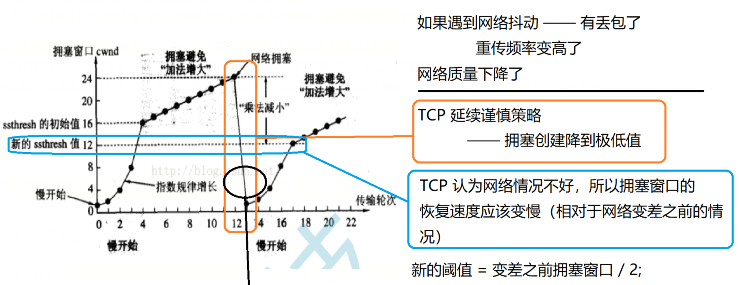 如果遇到网络抖动 —— 有丢包了
重传频率变高了
网络质量下降了
TCP 延续谨慎策略
—— 拥塞创建降到极低值
TCP 认为网络情况不好，所以拥塞窗口的
恢复速度应该变慢（相对于网络变差之前的情
况）
新的阈值 = 变差之前拥塞窗口 / 2;
拥塞窗口 cwnd
拥塞避免
“加法增大”
网络拥塞
拥塞避免
“加法增大”
24
20
“乘法减小”
ssthresh 的初始值 16
新的 ssthresh 值 12
http://blog.
8
4
指数规律增长
慢开始
0
传输轮次
0 2 4 6 8 10 12 14 16 18 20 22
慢开始
慢开始